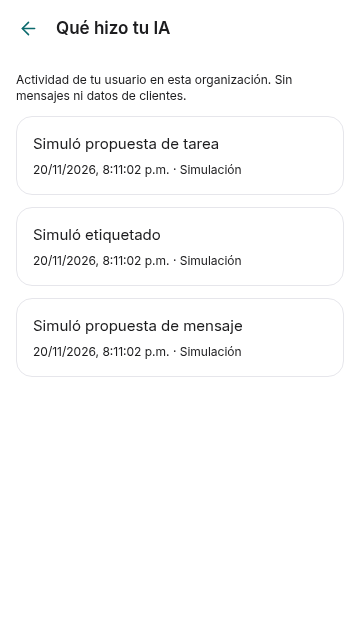 Qué hizo tu IA
Actividad de tu usuario en esta organización. Sin
mensajes ni datos de clientes.
Simuló propuesta de tarea
20/11/2026, 8:11:02 p.m. · Simulación
Simuló etiquetado
20/11/2026, 8:11:02 p.m. · Simulación
Simuló propuesta de mensaje
20/11/2026, 8:11:02 p.m. · Simulación